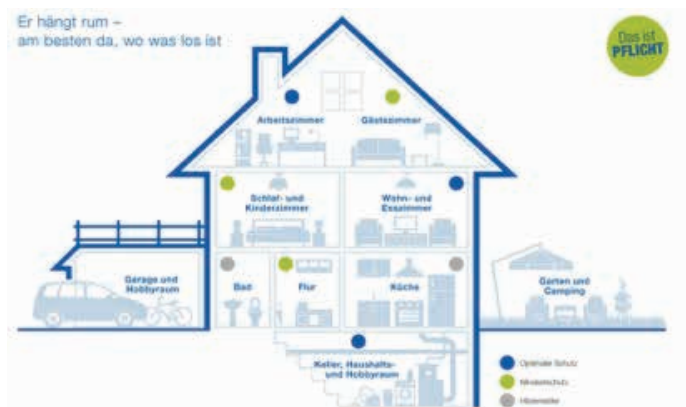 Er hängt rum –
am besten da, wo was los ist
Das ist
PFLICHT
Arbeitszimmer
Gästezimmer
Schlaf- und
Kinderzimmer
Wohn- und
Esszimmer
Garage und
Hobbyraum
Bad
Flur
Küche
Garten und
Camping
Keller, Haushalts-
und Hobbyraum
Optimaler Schutz
Mindestschutz
Hitzemelder